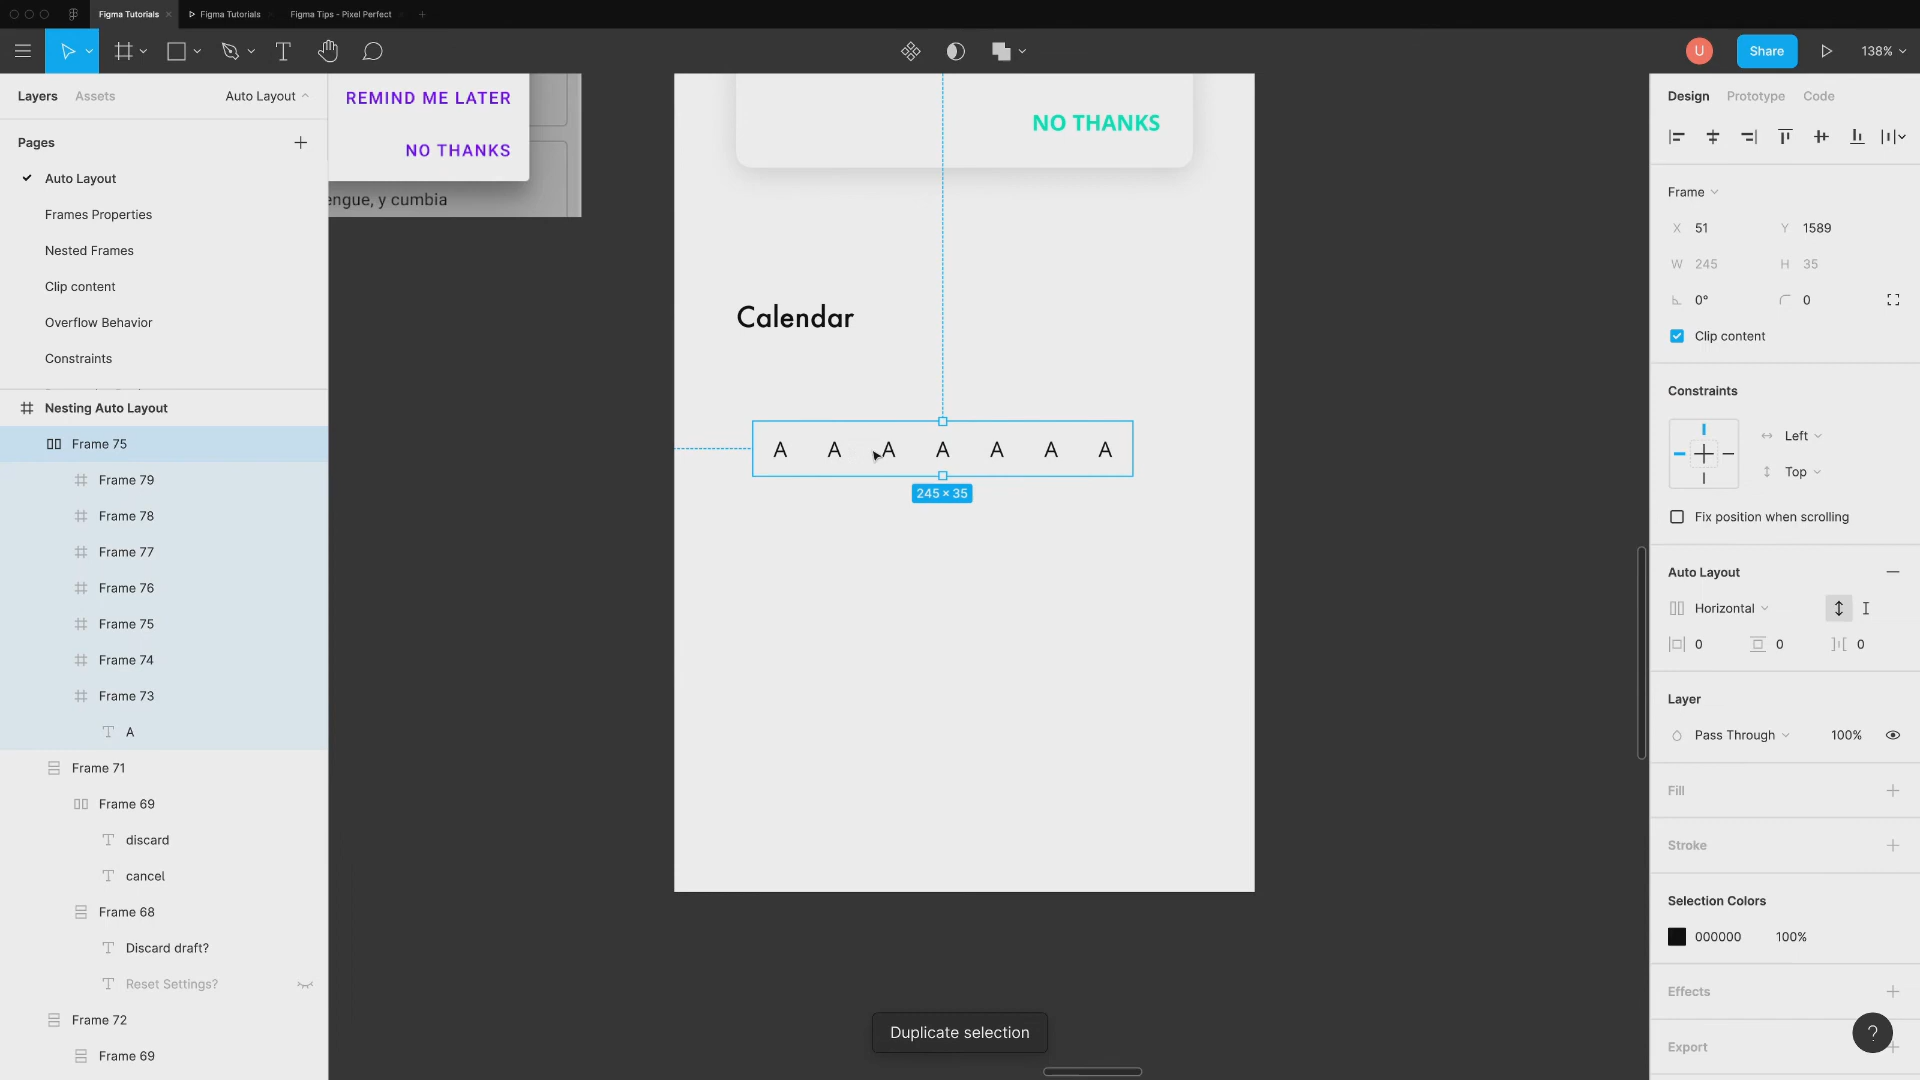 Figma Tutorials
Figma Tutorials
Figma Tips - Pixel Perfect
U
Share
138%
Layers
Assets
Auto Layout
Pages
Auto Layout
Frames Properties
Nested Frames
Clip content
Overflow Behavior
Constraints
Nesting Auto Layout
Frame 75
Frame 79
Frame 78
Frame 77
Frame 76
Frame 75
Frame 74
Frame 73
A
Frame 71
Frame 69
discard
cancel
Frame 68
Discard draft?
Reset Settings?
Frame 72
Frame 69
REMIND ME LATER
NO THANKS
engue, y cumbia
NO THANKS
Calendar
A A A A A A A
245 × 35
Duplicate selection
Design
Prototype
Code
Frame
X 51
Y 1589
W 245
H 35
0°
0
Clip content
Constraints
Left
Top
Fix position when scrolling
Auto Layout
Horizontal
0
0
0
Layer
Pass Through
100%
Fill
Stroke
Selection Colors
000000
100%
Effects
Export
?